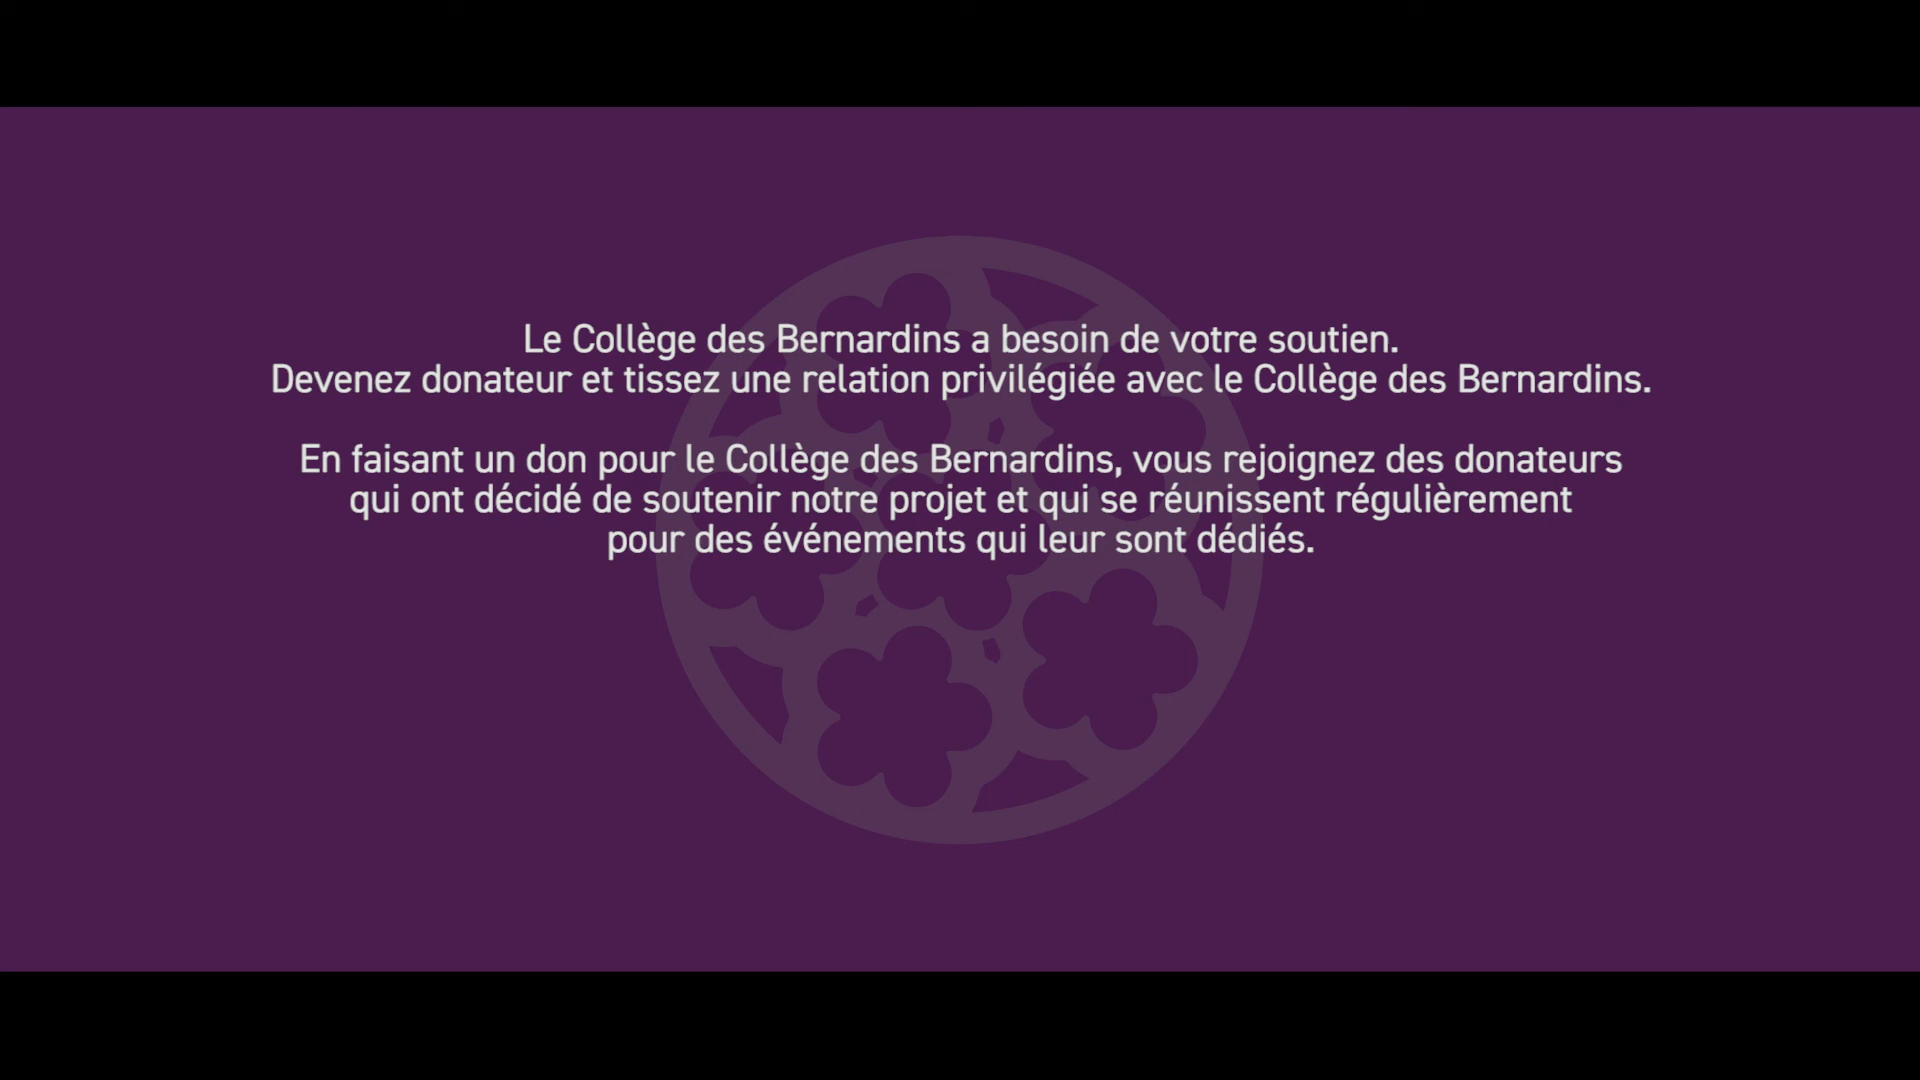 Le Collège des Bernardins a besoin de votre soutien.
Devenez donateur et tissez une relation privilégiée avec le Collège des Bernardins.
En faisant un don pour le Collège des Bernardins, vous rejoignez des donateurs
qui ont décidé de soutenir notre projet et qui se réunissent régulièrement
pour des événements qui leur sont dédiés.